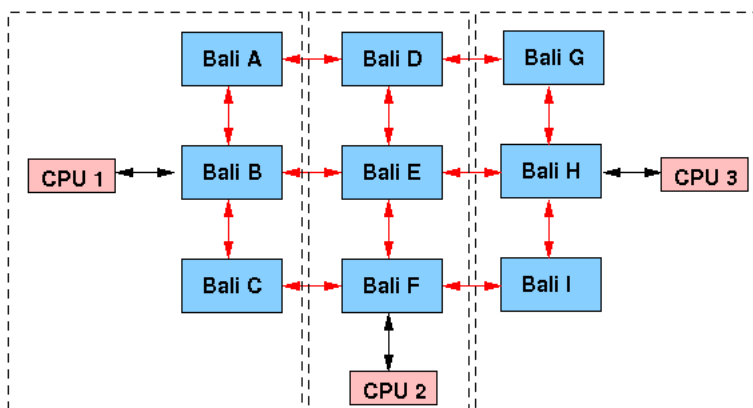 Bali A
Bali D
Bali G
CPU 1
Bali B
Bali E
Bali H
CPU 3
Bali C
Bali F
Bali I
CPU 2